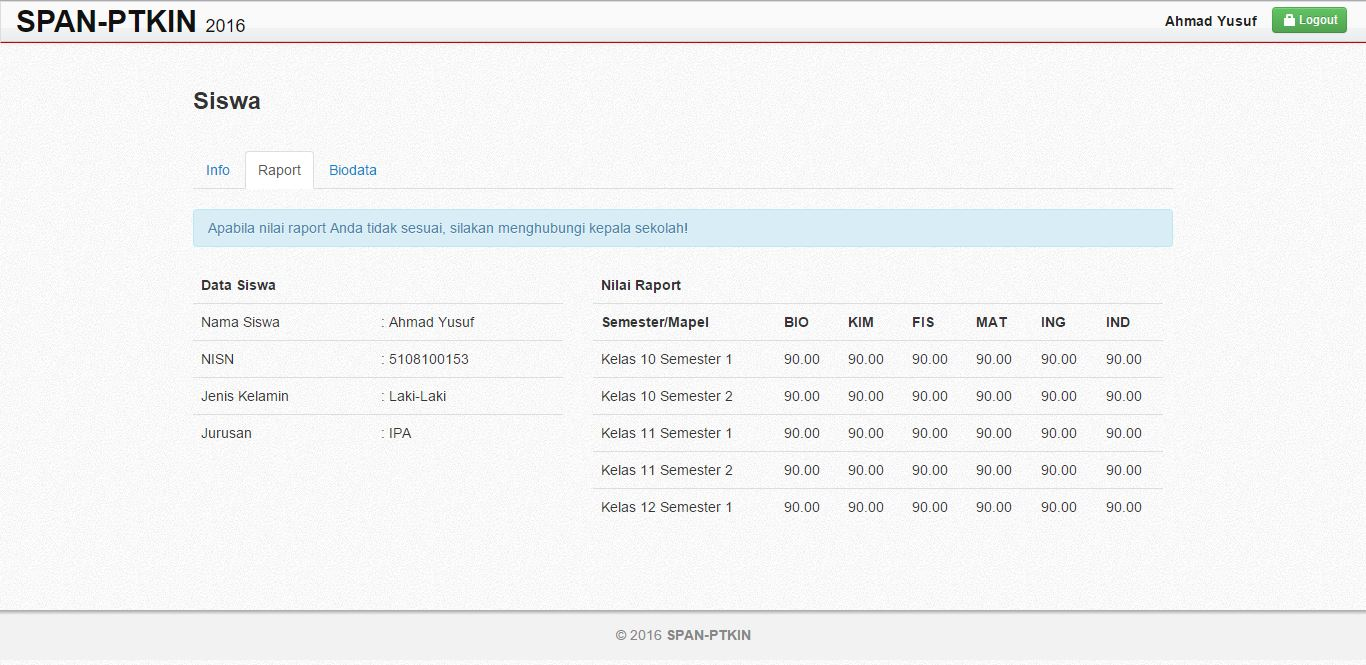 SPAN-PTKIN 2016
Ahmad Yusuf Logout
Siswa
Info Raport Biodata
Apabila nilai raport Anda tidak sesuai, silakan menghubungi kepala sekolah!
Data Siswa
Nama Siswa : Ahmad Yusuf
NISN : 5108100153
Jenis Kelamin : Laki-Laki
Jurusan : IPA
Nilai Raport
Semester/Mapel BIO KIM FIS MAT ING IND
Kelas 10 Semester 1 90.00 90.00 90.00 90.00 90.00 90.00
Kelas 10 Semester 2 90.00 90.00 90.00 90.00 90.00 90.00
Kelas 11 Semester 1 90.00 90.00 90.00 90.00 90.00 90.00
Kelas 11 Semester 2 90.00 90.00 90.00 90.00 90.00 90.00
Kelas 12 Semester 1 90.00 90.00 90.00 90.00 90.00 90.00
© 2016 SPAN-PTKIN